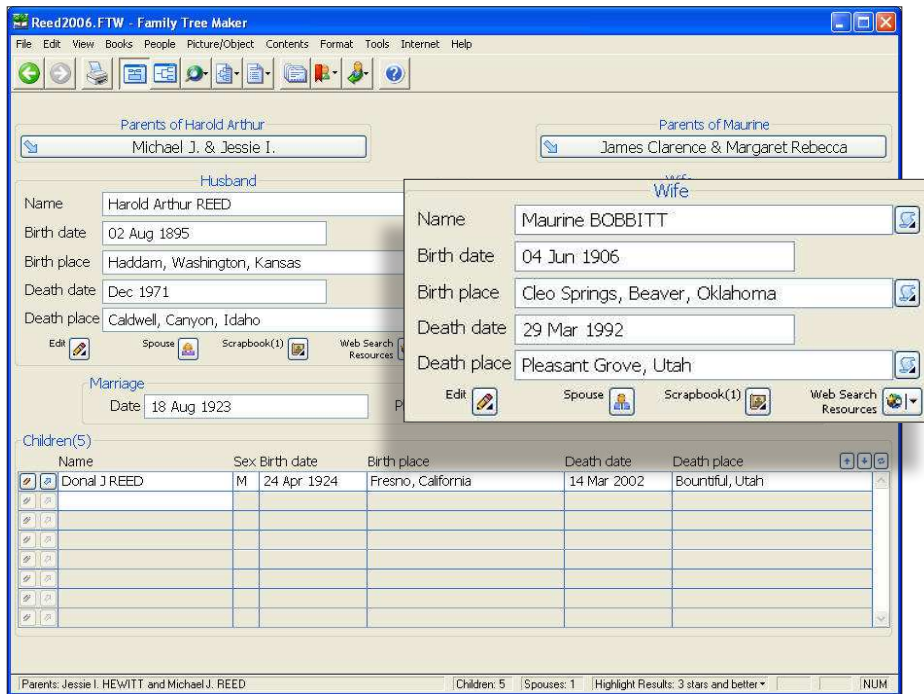 Reed2006.FTW - Family Tree Maker
File Edit View Books People Picture/Object Contents Format Tools Internet Help
Parents of Harold Arthur
Michael J. & Jessie I.
Parents of Maurine
James Clarence & Margaret Rebecca
Husband
Name Harold Arthur REED
Birth date 02 Aug 1895
Birth place Haddam, Washington, Kansas
Death date Dec 1971
Death place Caldwell, Canyon, Idaho
Edit Spouse Scrapbook(1) Web Search
Resources
Wife
Name Maurine BOBBITT
Birth date 04 Jun 1906
Birth place Cleo Springs, Beaver, Oklahoma
Death date 29 Mar 1992
Death place Pleasant Grove, Utah
Edit Spouse Scrapbook(1) Web Search
Resources
Marriage
Date 18 Aug 1923
Children(5)
Name Sex Birth date Birth place Death date Death place
Donal J REED M 24 Apr 1924 Fresno, California 14 Mar 2002 Bountiful, Utah
Parents: Jessie I. HEWITT and Michael J. REED Children: 5 Spouses: 1 Highlight Results: 3 stars and better NUM